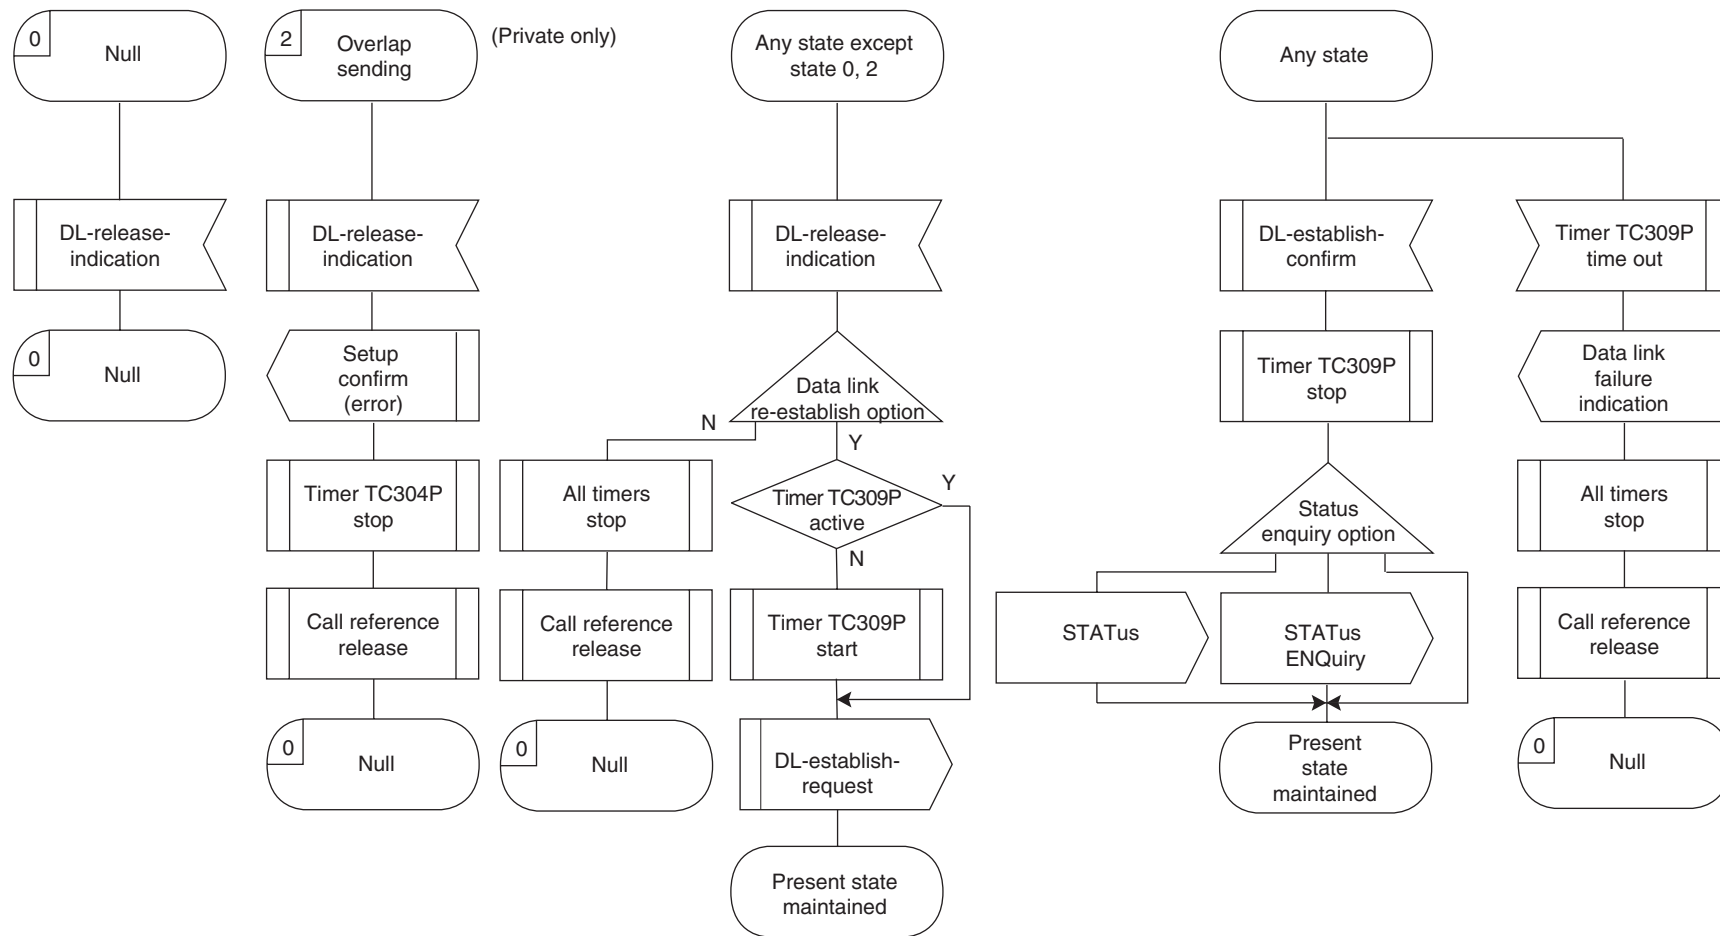 0
Null
DL-release-
indication
0
Null
2
Overlap
sending
(Private only)
DL-release-
indication
Setup
confirm
(error)
Timer TC304P
stop
Call reference
release
0
Null
Any state except
state 0, 2
DL-release-
indication
Data link
re-establish option
N
Y
All timers
stop
Call reference
release
0
Null
Timer TC309P
active
Y
N
Timer TC309P
start
DL-establish-
request
Present state
maintained
Any state
DL-establish-
confirm
Timer TC309P
stop
Status
enquiry option
STATus
STATus
ENQuiry
Present
state
maintained
Timer TC309P
time out
Data link
failure
indication
All timers
stop
Call reference
release
0
Null